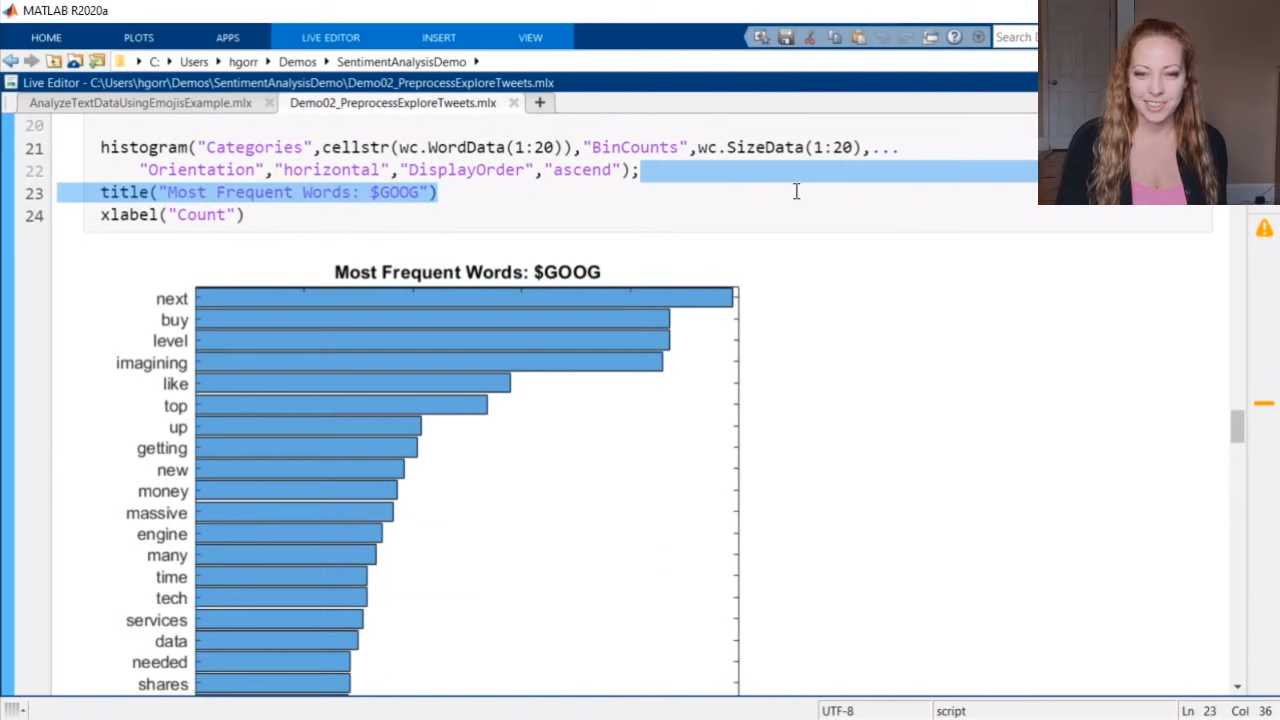 MATLAB R2020a
HOME PLOTS APPS LIVE EDITOR INSERT VIEW Search
C: Users hgorr Demos SentimentAnalysisDemo
Live Editor - C:\Users\hgorr\Demos\SentimentAnalysisDemo\Demo02_PreprocessExploreTweets.mlx
AnalyzeTextDataUsingEmojisExample.mlx Demo02_PreprocessExploreTweets.mlx
20
21 histogram("Categories",cellstr(wc.WordData(1:20)),"BinCounts",wc.SizeData(1:20),...
22 "Orientation","horizontal","DisplayOrder","ascend");
23 title("Most Frequent Words: $GOOG")
24 xlabel("Count")
Most Frequent Words: $GOOG
next
buy
level
imagining
like
top
up
getting
new
money
massive
engine
many
time
tech
services
data
needed
shares
UTF-8 script Ln 23 Col 36